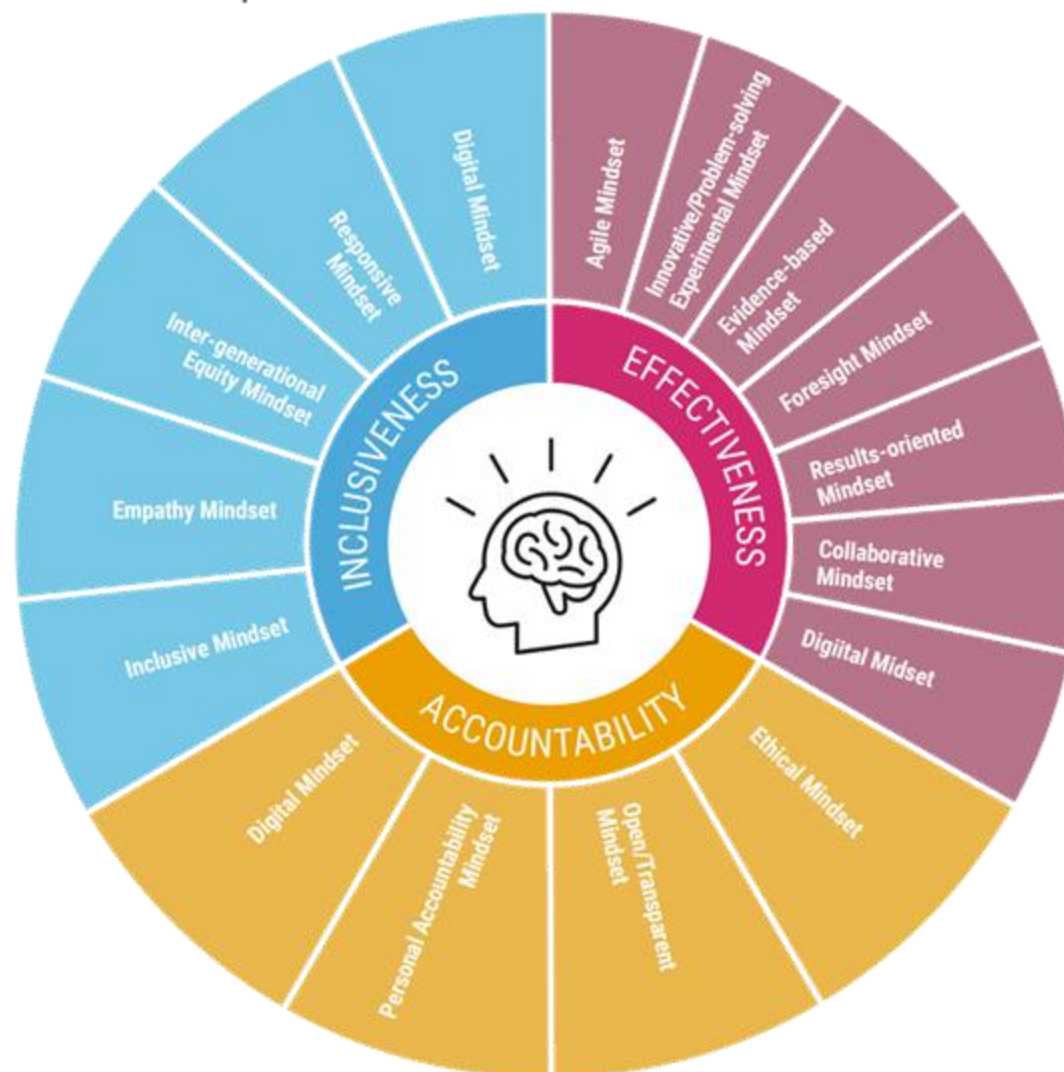 INCLUSIVENESS
Digital Mindset
Responsive
Mindset
Inter-generational
Equity Mindset
Empathy Mindset
Inclusive Mindset
EFFECTIVENESS
Agile Mindset
Innovative/Problem-solving
Experimental Mindset
Evidence-based
Mindset
Foresight Mindset
Results-oriented
Mindset
Collaborative
Mindset
Digiital Midset
ACCOUNTABILITY
Ethical Mindset
Open/Transparent
Mindset
Personal Accountability
Mindset
Digital Mindset